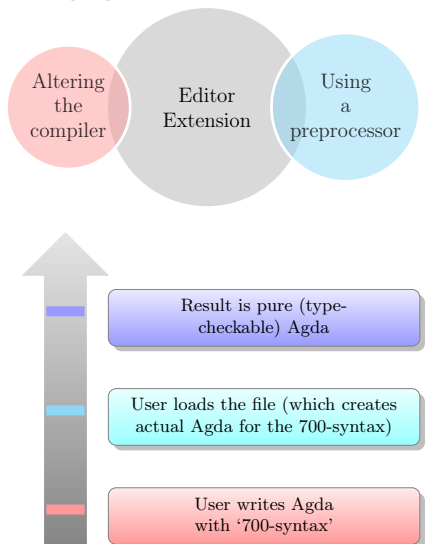 Altering
the
compiler
Editor
Extension
Using
a
preprocessor
Result is pure (type-
checkable) Agda
User loads the file (which creates
actual Agda for the 700-syntax)
User writes Agda
with ‘700-syntax’